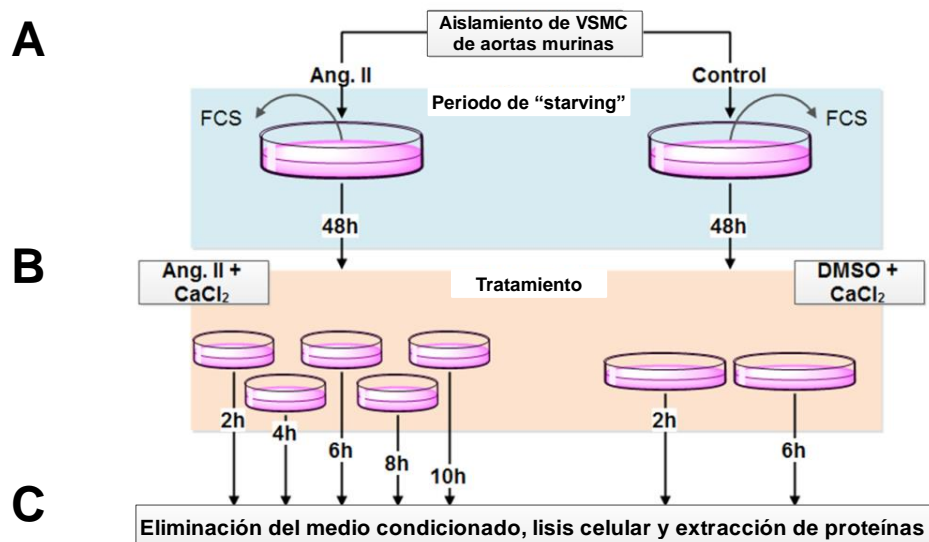 A
Aislamiento de VSMC
de aortas murinas
Ang. II
Control
Periodo de “starving”
FCS
FCS
48h
48h
B
Ang. II +
CaCl₂
Tratamiento
DMSO +
CaCl₂
2h
4h
6h
8h
10h
2h
6h
C
Eliminación del medio condicionado, lisis celular y extracción de proteínas